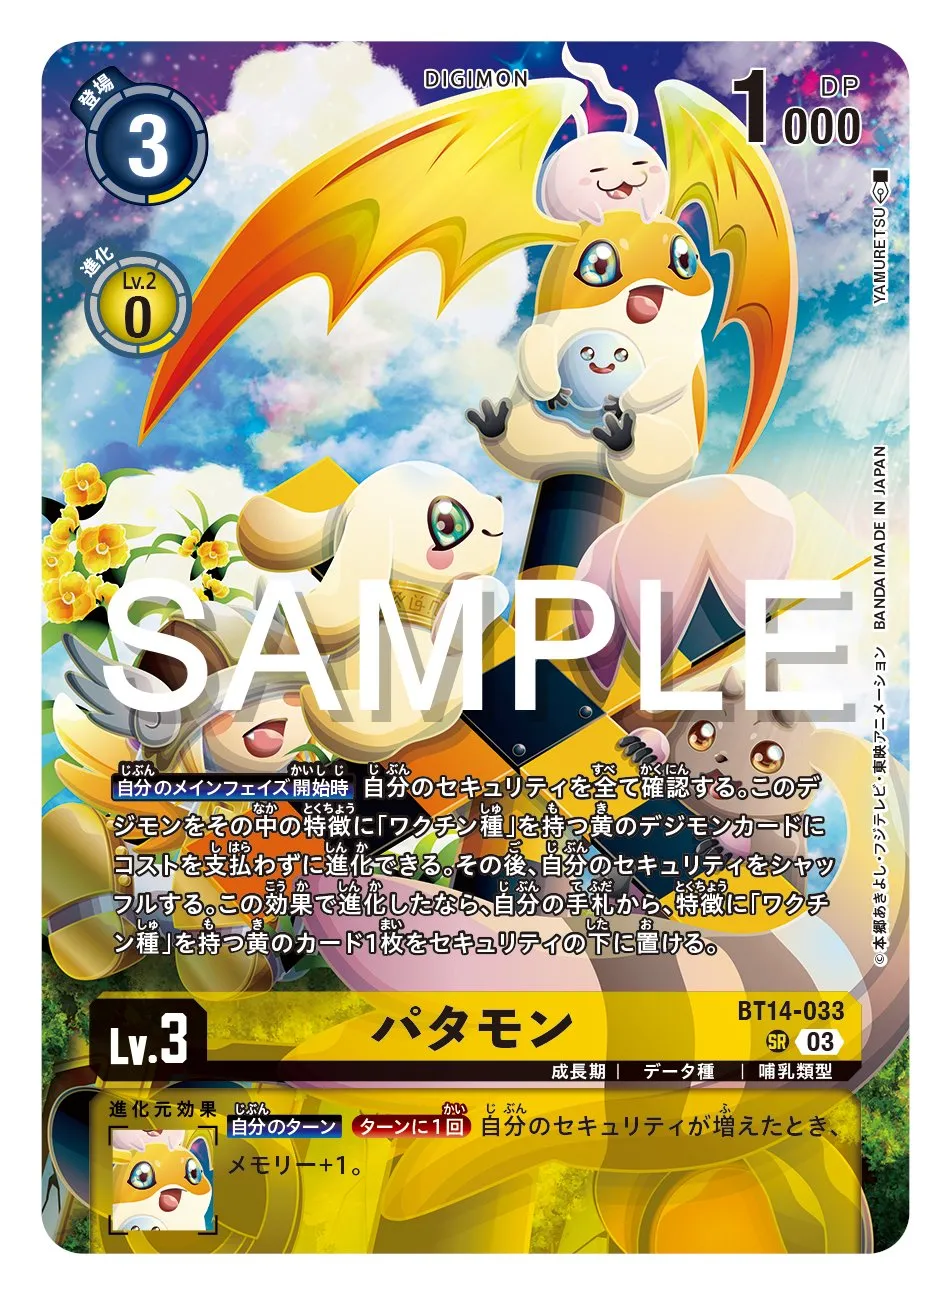 登場
3
DIGIMON
1000
DP
進化
Lv.2
0
YAMURETSU
SAMPLE
自分のメインフェイズ開始時 自分のセキュリティを全て確認する。このデ
ジモンをその中の特徴に「ワクチン種」を持つ黄のデジモンカードに
コストを支払わずに進化できる。その後、自分のセキュリティをシャッ
フルする。この効果で進化したなら、自分の手札から、特徴に「ワクチ
ン種」を持つ黄のカード1枚をセキュリティの下に置ける。
©本郷あきよし・フジテレビ・東映アニメーション BANDAI MADE IN JAPAN
Lv.3
パタモン
BT14-033
SR 03
成長期 | データ種 | 哺乳類型
進化元効果
自分のターン ターンに1回 自分のセキュリティが増えたとき、
メモリー+1。